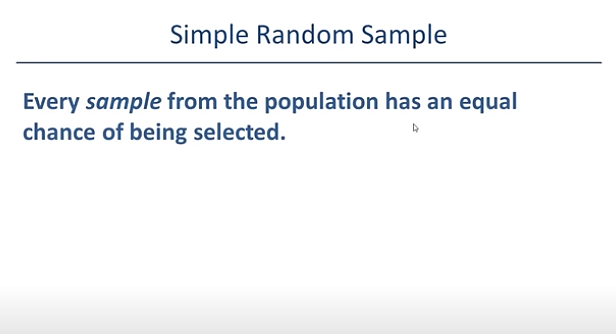 Simple Random Sample
Every sample from the population has an equal
chance of being selected.